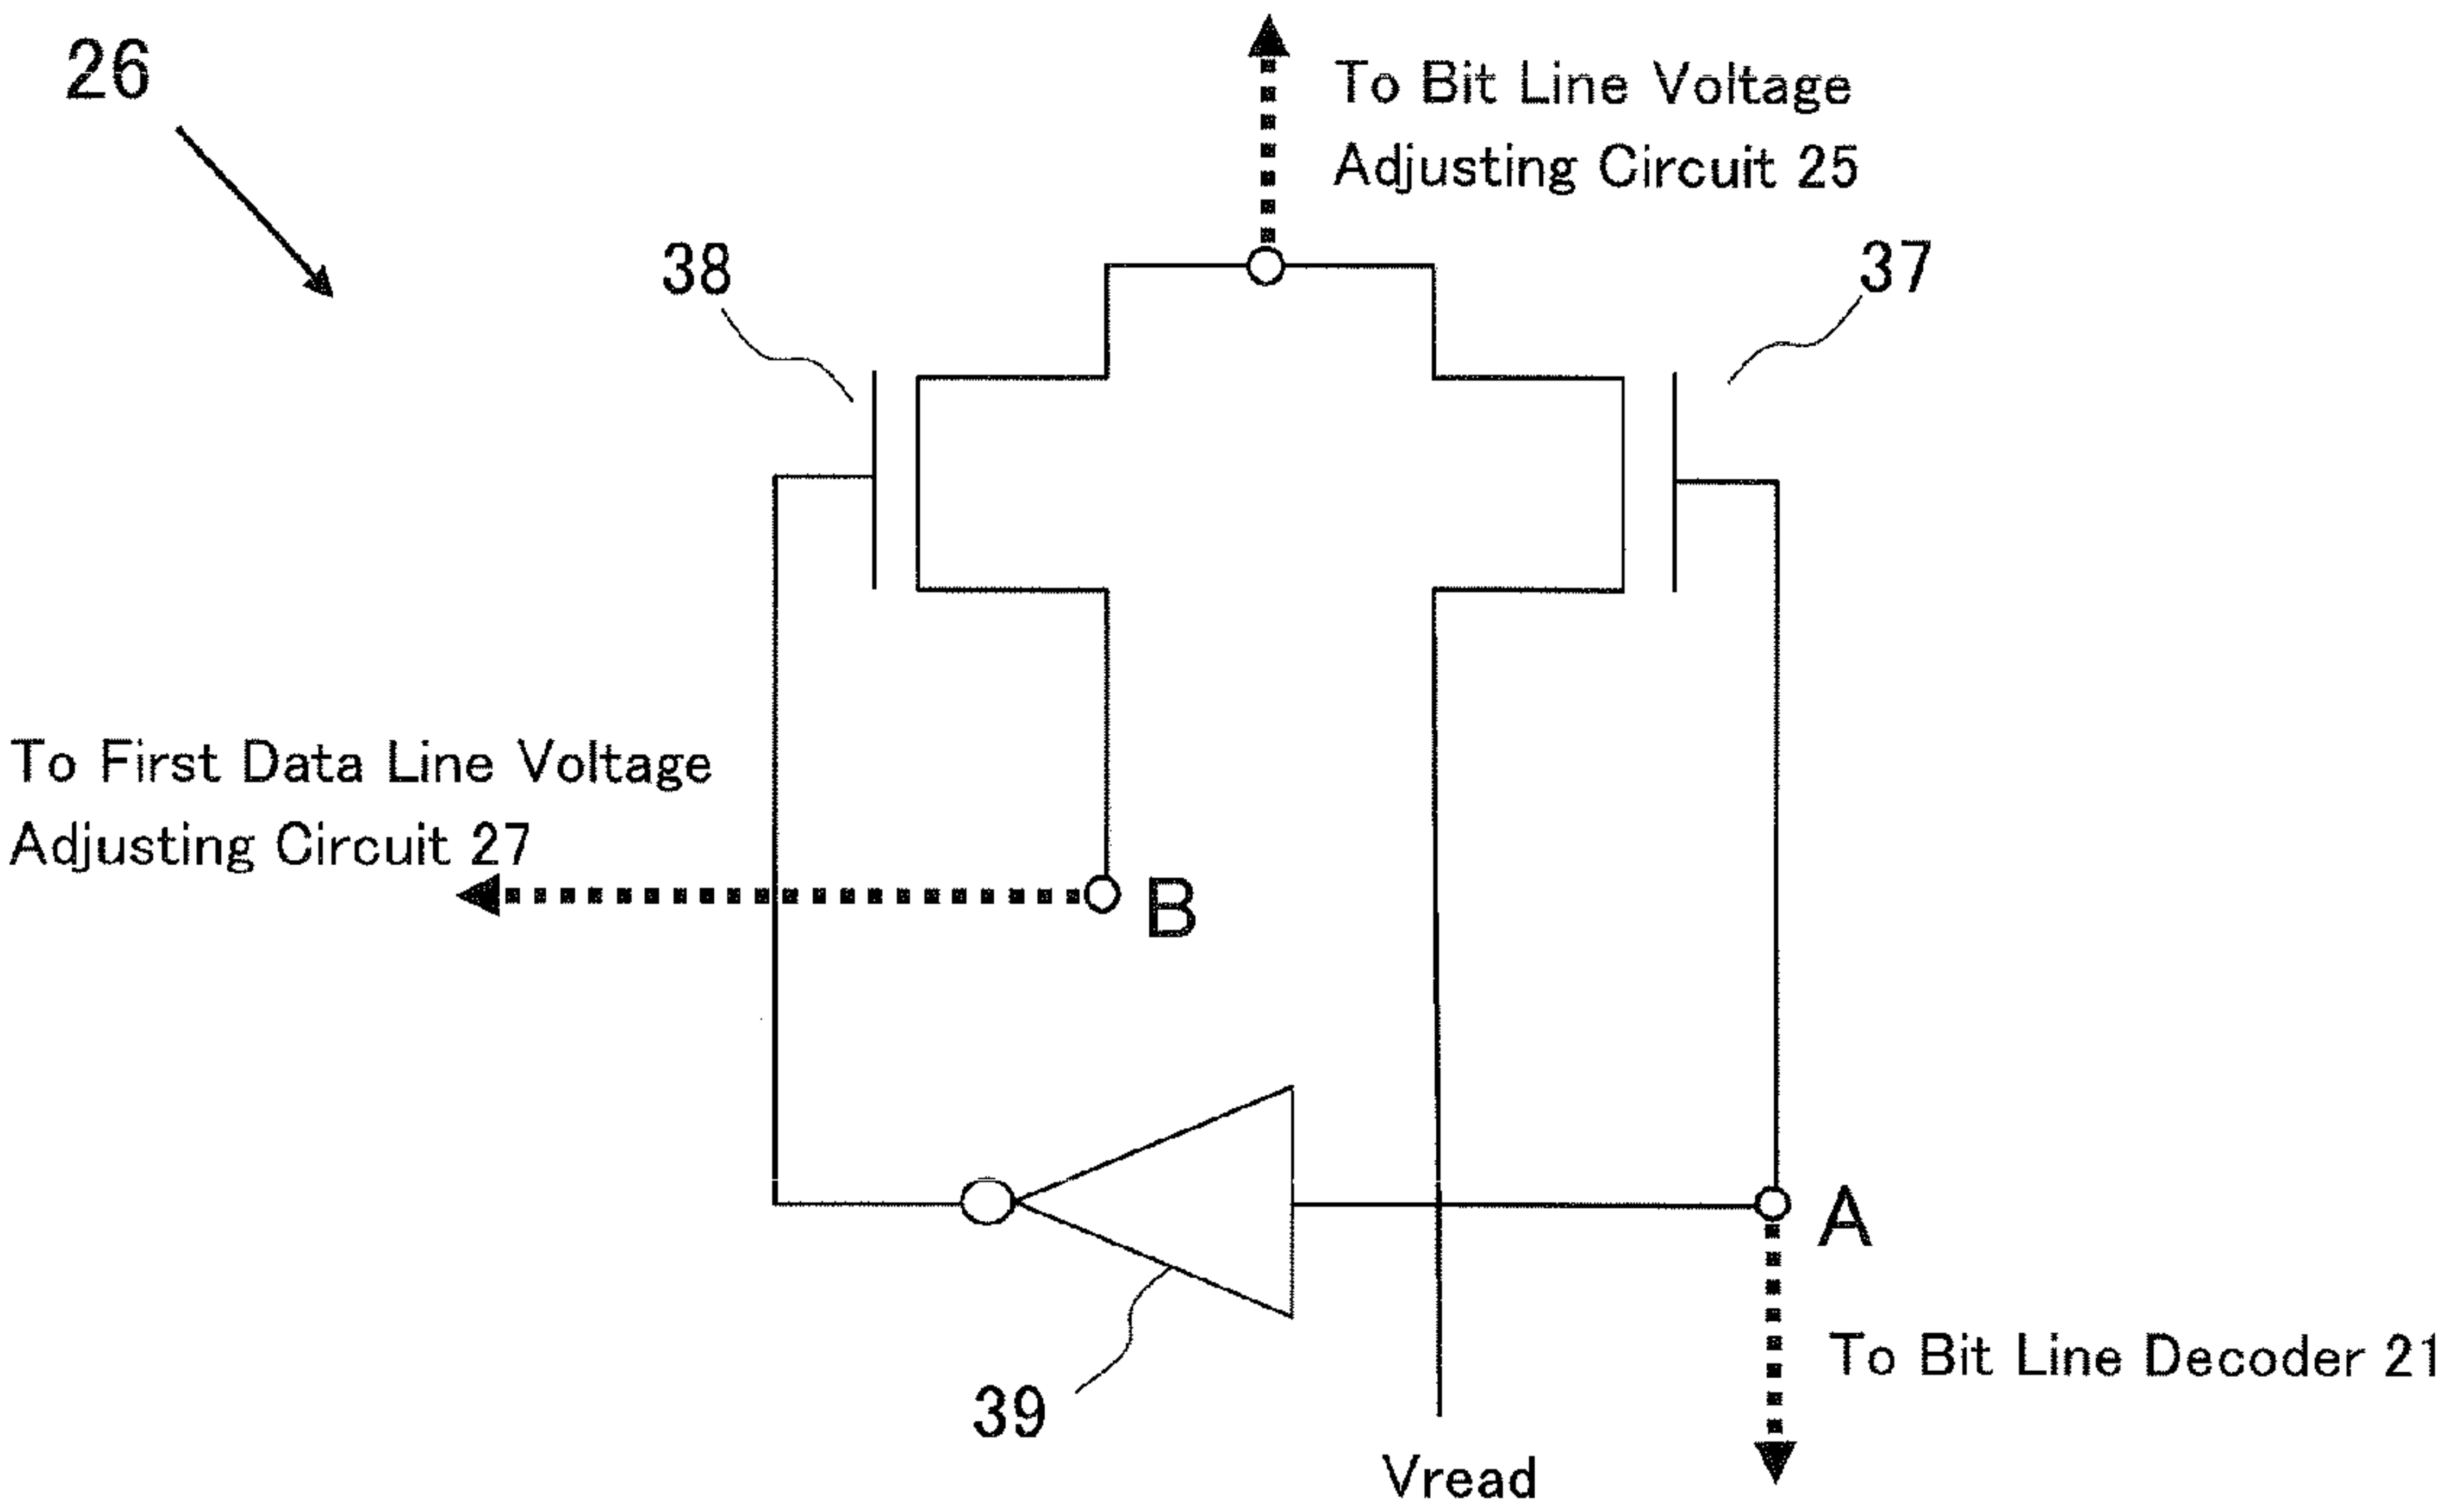 26
To Bit Line Voltage
Adjusting Circuit 25
38
37
To First Data Line Voltage
Adjusting Circuit 27
B
A
To Bit Line Decoder 21
39
Vread